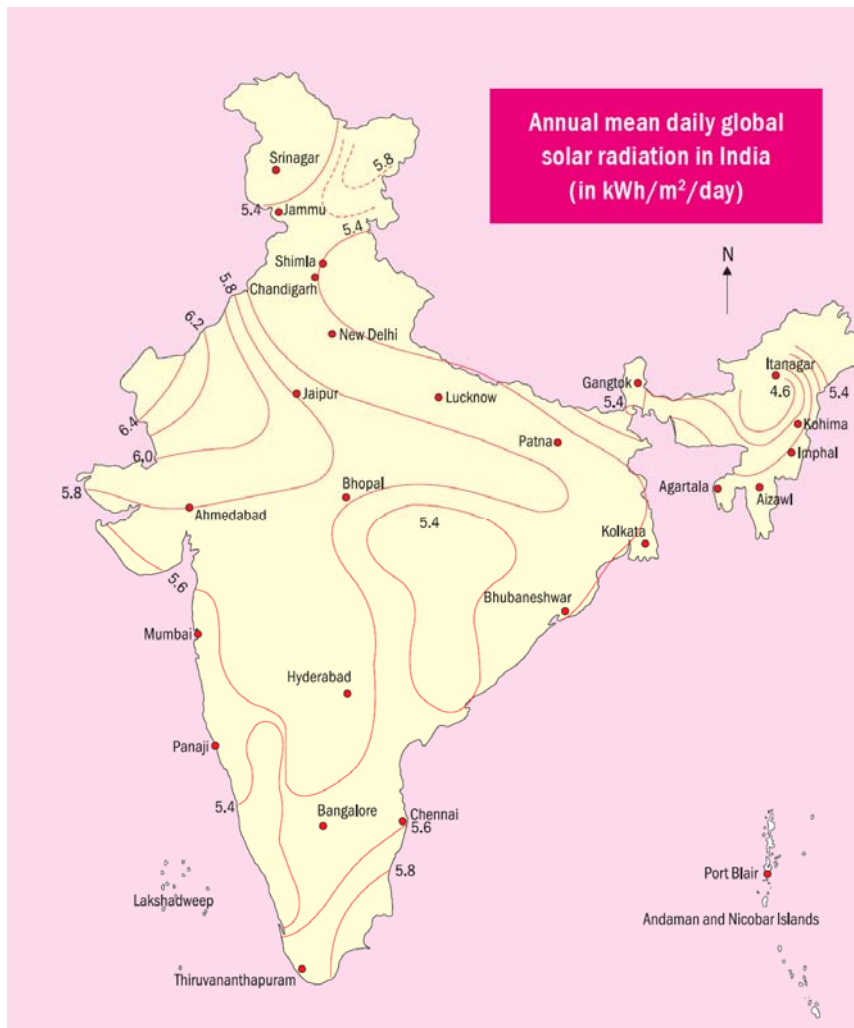 Annual mean daily global
solar radiation in India
(in kWh/m²/day)
Srinagar
5.8
5.4
Jammu
5.4
N
Shimla
5.8
Chandigarh
6.2
New Delhi
Itanagar
Gangtok
4.6
5.4
Jaipur
Lucknow
5.4
6.4
Kohima
Patna
Imphal
6.0
Bhopal
Agartala
Aizawl
5.8
Ahmedabad
5.4
Kolkata
5.6
Bhubaneshwar
Mumbai
Hyderabad
Panaji
5.4
Bangalore
Chennai
5.6
5.8
Port Blair
Lakshadweep
Andaman and Nicobar Islands
Thiruvananthapuram